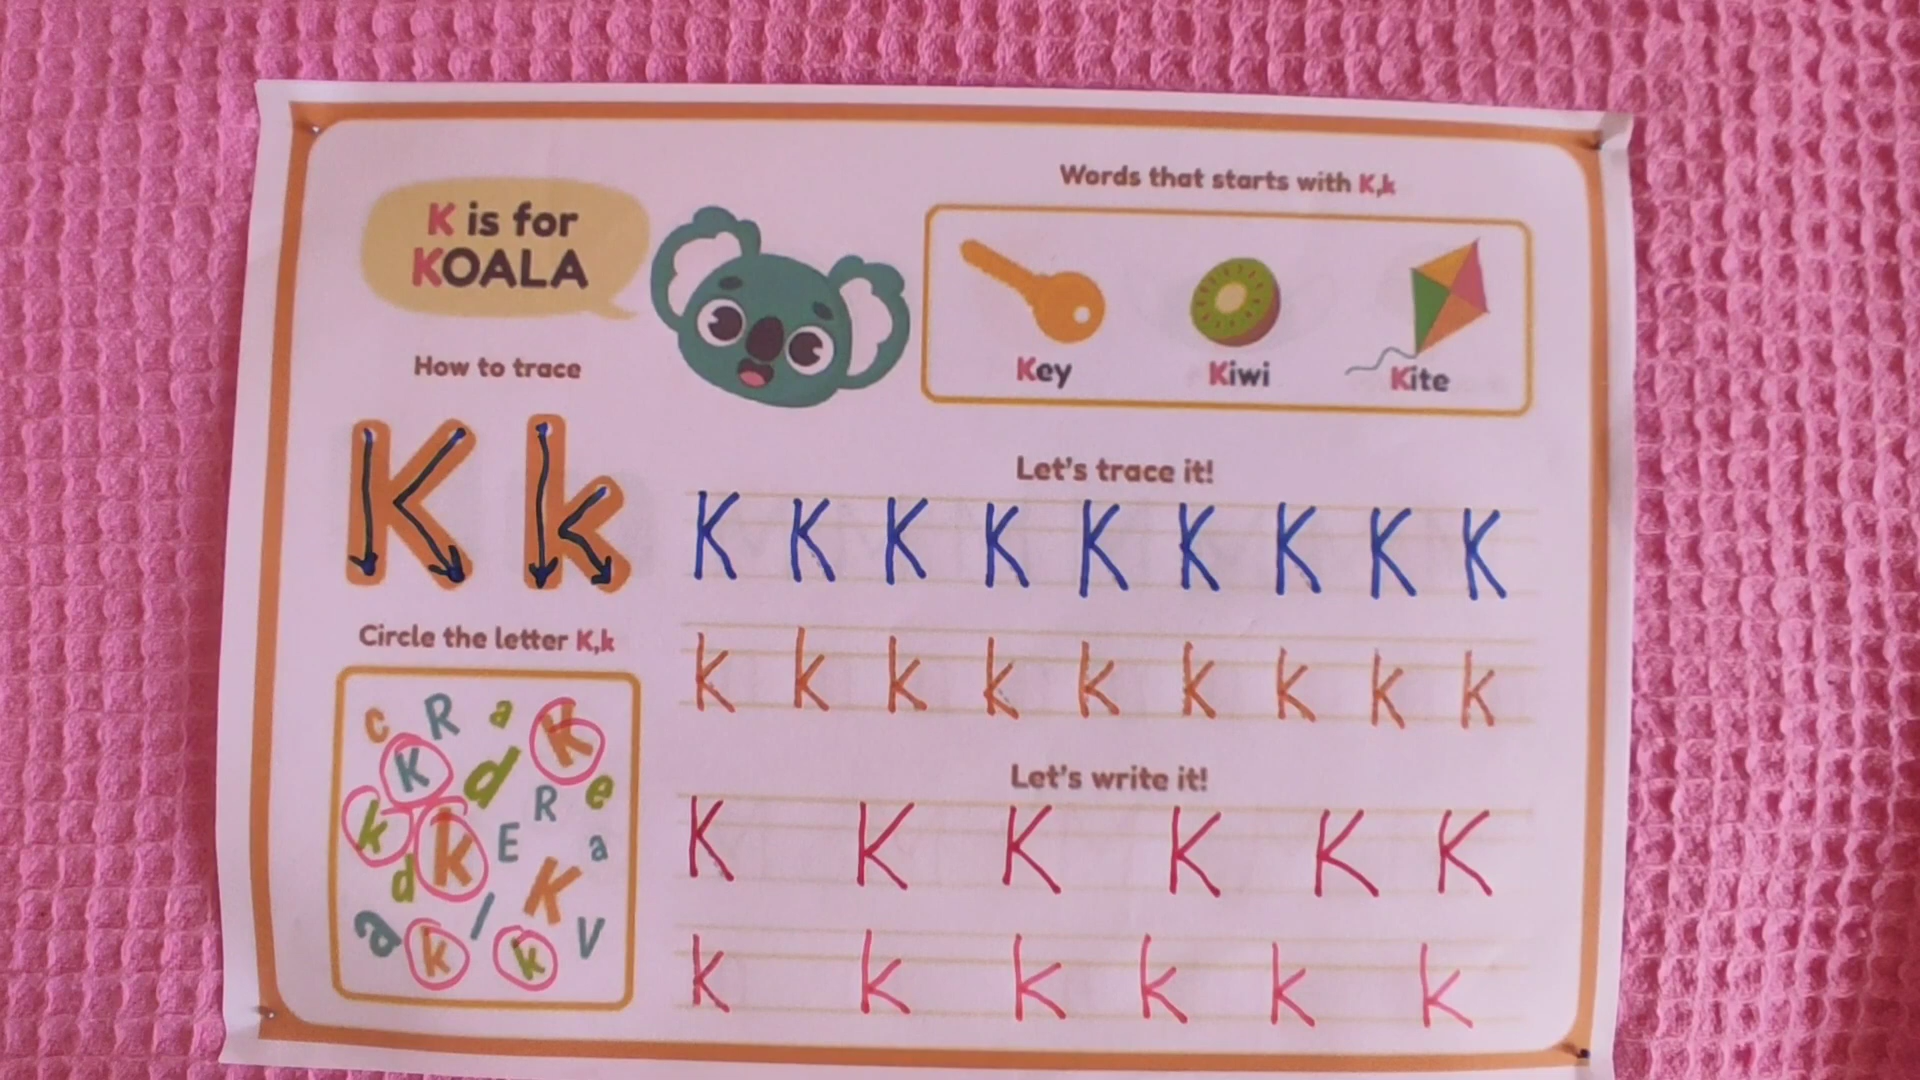 K is for
KOALA
How to trace
K k
Circle the letter K,k
c R a K
K d
R e
k k E a
d K
a l V
k k
Words that starts with K,k
Key Kiwi Kite
Let's trace it!
K K K K K K K K K
k k k k k k k k k
Let's write it!
K K K K K K
k k k k k k